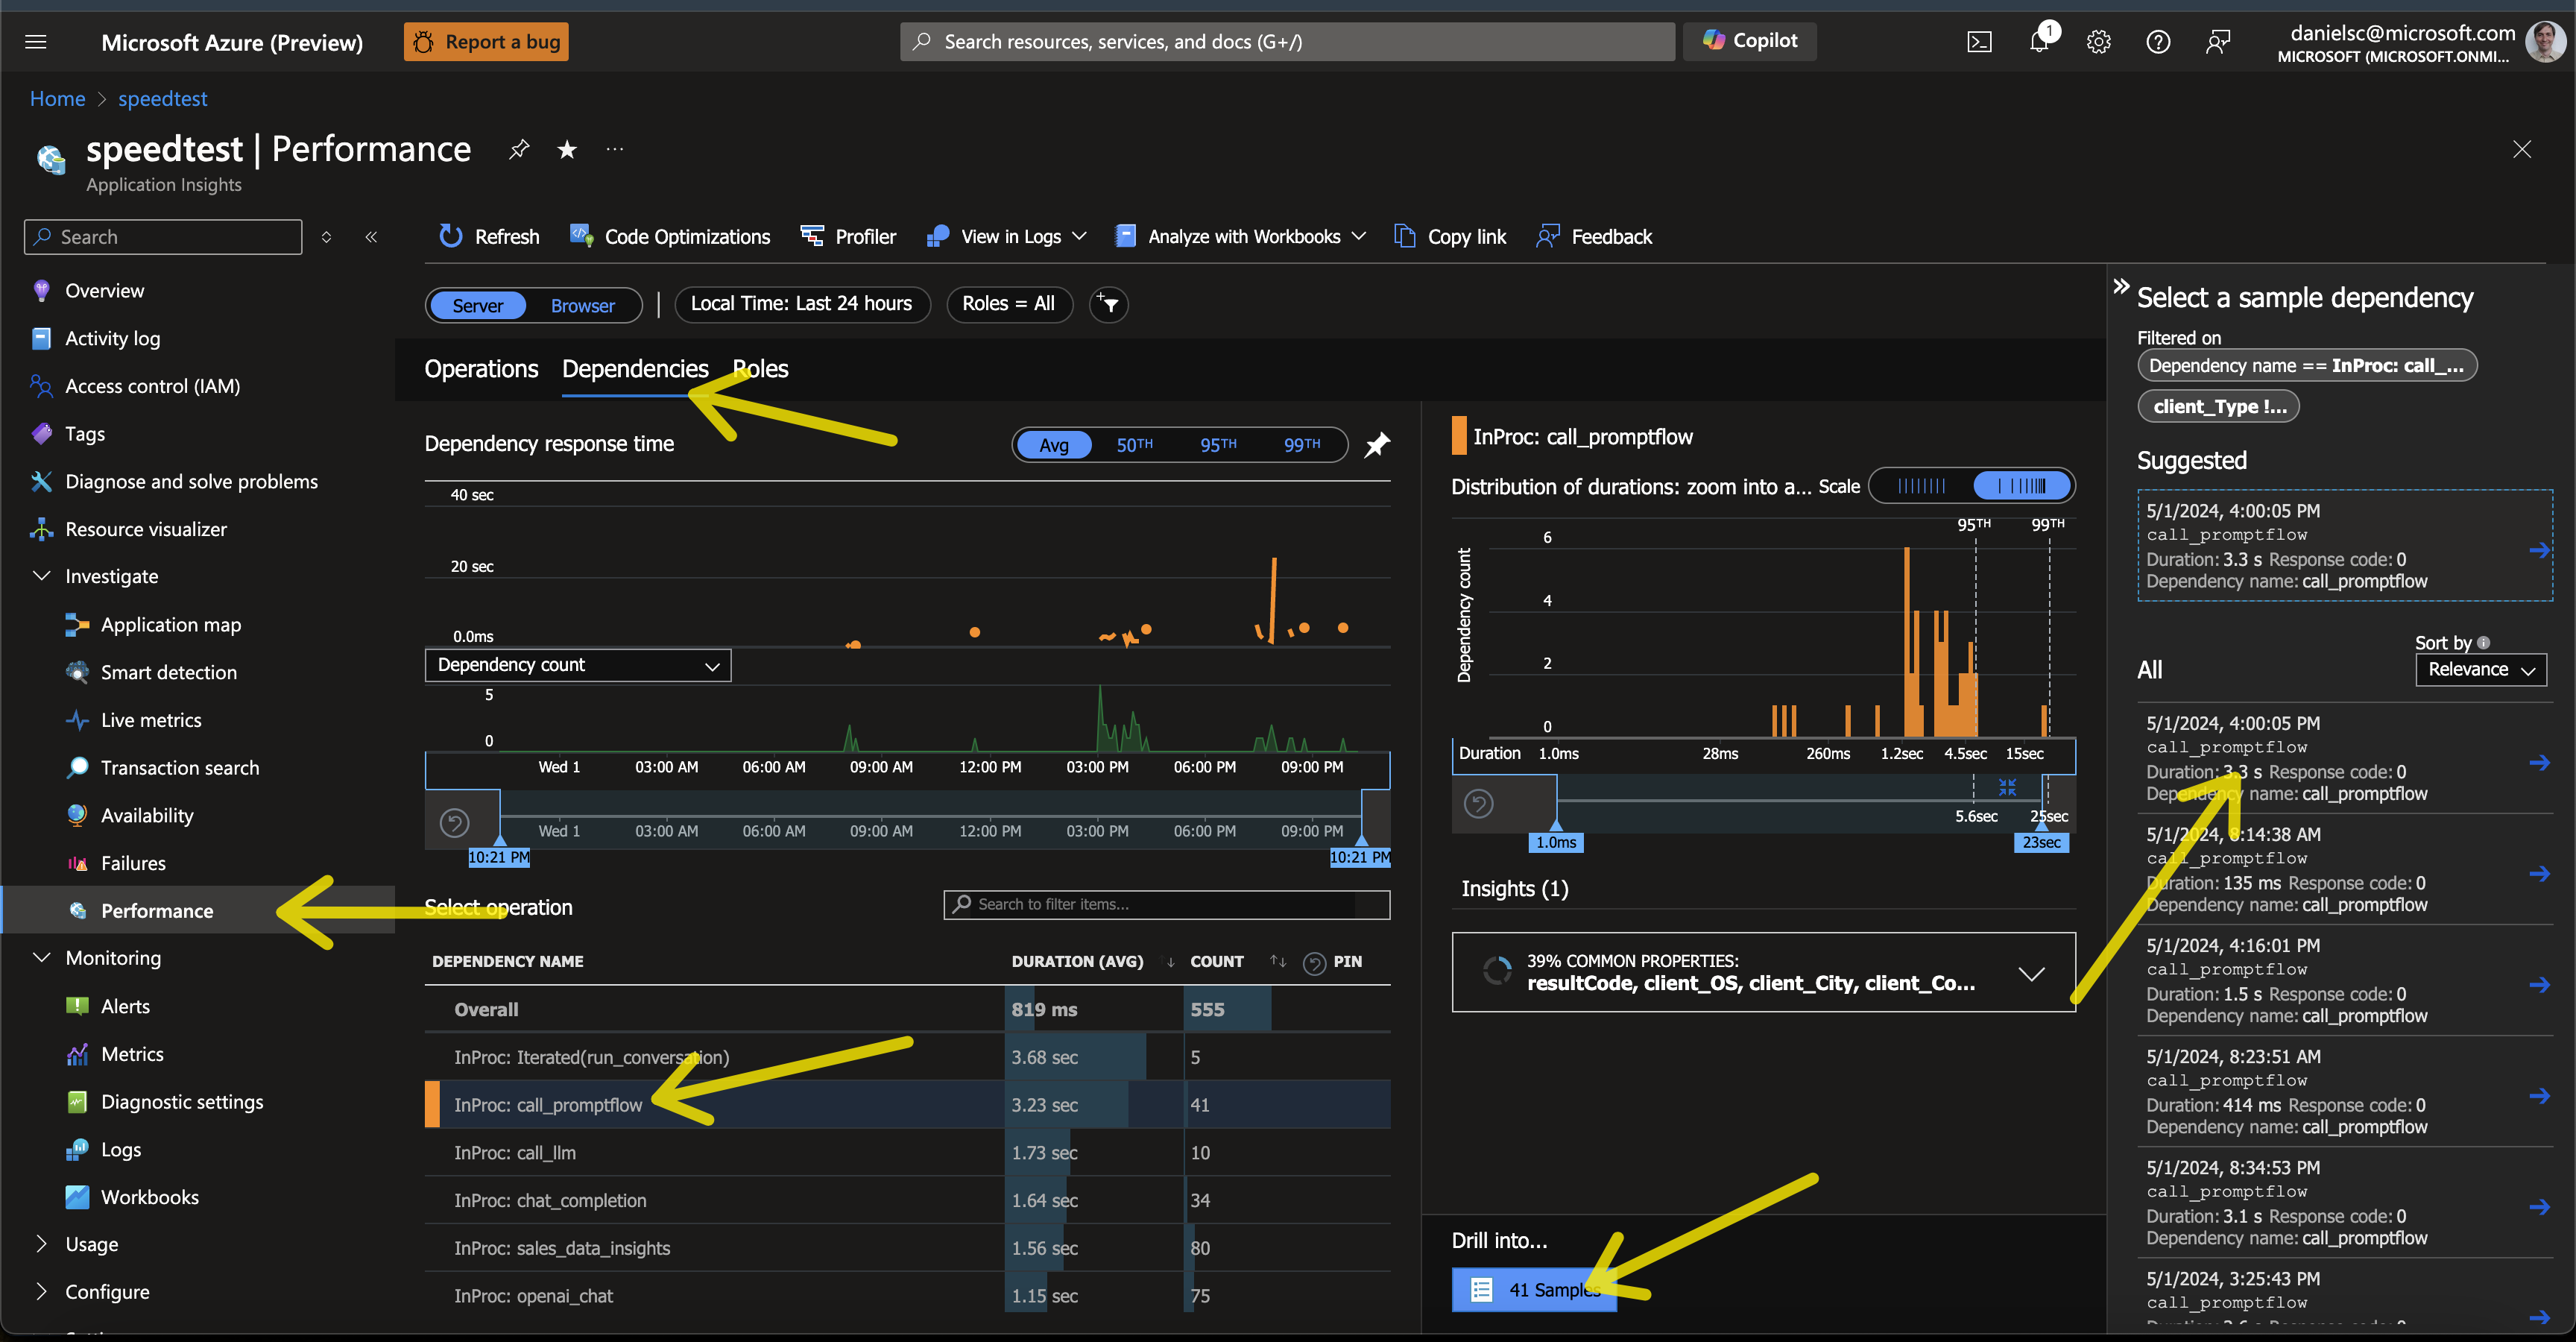 Microsoft Azure (Preview)
Report a bug
Search resources, services, and docs (G+/)
Copilot
1
danielsc@microsoft.com
MICROSOFT (MICROSOFT.ONMI...
Home > speedtest
speedtest | Performance
Application Insights
Search
Refresh
Code Optimizations
Profiler
View in Logs
Analyze with Workbooks
Copy link
Feedback
Overview
Activity log
Access control (IAM)
Tags
Diagnose and solve problems
Resource visualizer
Investigate
Application map
Smart detection
Live metrics
Transaction search
Availability
Failures
Performance
Monitoring
Alerts
Metrics
Diagnostic settings
Logs
Workbooks
Usage
Configure
Server
Browser
Local Time: Last 24 hours
Roles = All
Operations
Dependencies
Roles
Dependency response time
Avg
50TH
95TH
99TH
40 sec
20 sec
0.0ms
Dependency count
5
0
Wed 1 03:00 AM 06:00 AM 09:00 AM 12:00 PM 03:00 PM 06:00 PM 09:00 PM
Wed 1 03:00 AM 06:00 AM 09:00 AM 12:00 PM 03:00 PM 06:00 PM 09:00 PM
10:21 PM 10:21 PM
Select operation
Search to filter items...
DEPENDENCY NAME DURATION (AVG) COUNT PIN
Overall 819 ms 555
InProc: Iterated(run_conversation) 3.68 sec 5
InProc: call_promptflow 3.23 sec 41
InProc: call_llm 1.73 sec 10
InProc: chat_completion 1.64 sec 34
InProc: sales_data_insights 1.56 sec 80
InProc: openai_chat 1.15 sec 75
InProc: call_promptflow
Distribution of durations: zoom into a... Scale
95TH 99TH
Dependency count
6
4
2
0
Duration 1.0ms 28ms 260ms 1.2sec 4.5sec 15sec
5.6sec 25sec
1.0ms 23sec
Insights (1)
39% COMMON PROPERTIES:
resultCode, client_OS, client_City, client_Co...
Drill into...
41 Samples
Select a sample dependency
Filtered on
Dependency name == InProc: call_...
client_Type !...
Suggested
5/1/2024, 4:00:05 PM
call_promptflow
Duration: 3.3 s Response code: 0
Dependency name: call_promptflow
Sort by
All
Relevance
5/1/2024, 4:00:05 PM
call_promptflow
Duration: 3.3 s Response code: 0
Dependency name: call_promptflow
5/1/2024, 8:14:38 AM
call_promptflow
Duration: 135 ms Response code: 0
Dependency name: call_promptflow
5/1/2024, 4:16:01 PM
call_promptflow
Duration: 1.5 s Response code: 0
Dependency name: call_promptflow
5/1/2024, 8:23:51 AM
call_promptflow
Duration: 414 ms Response code: 0
Dependency name: call_promptflow
5/1/2024, 8:34:53 PM
call_promptflow
Duration: 3.1 s Response code: 0
Dependency name: call_promptflow
5/1/2024, 3:25:43 PM
call_promptflow